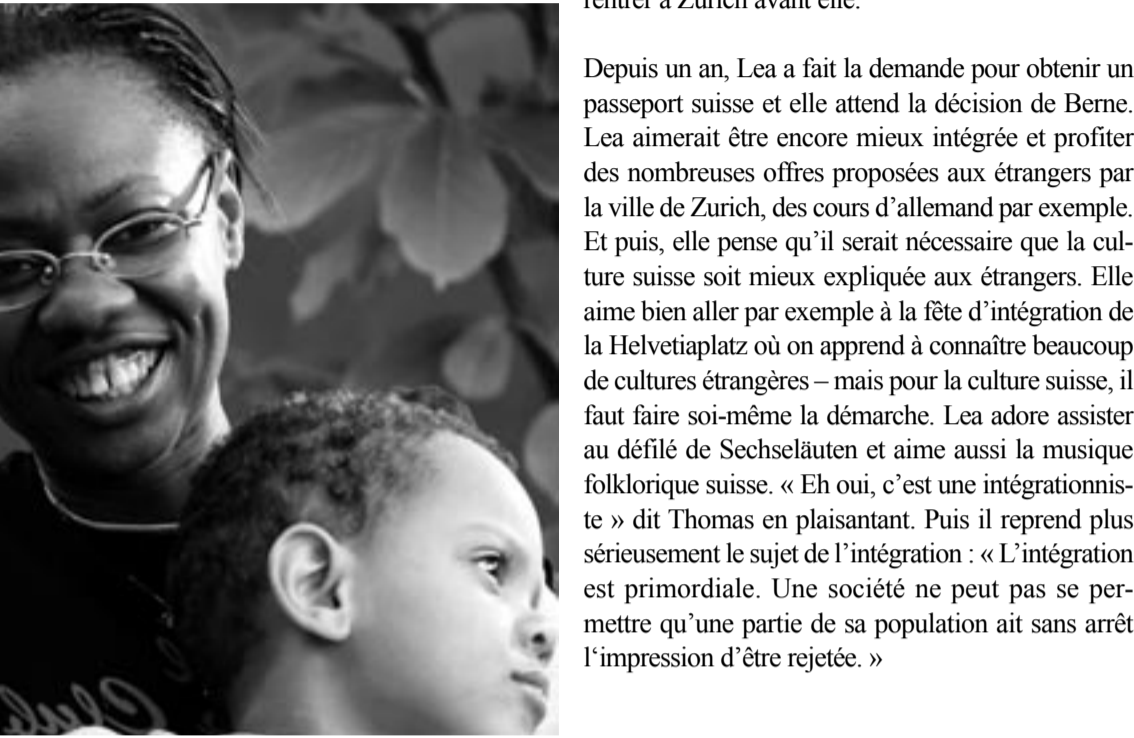 rentrer à Zurich avant elle.
Depuis un an, Lea a fait la demande pour obtenir un
passeport suisse et elle attend la décision de Berne.
Lea aimerait être encore mieux intégrée et profiter
des nombreuses offres proposées aux étrangers par
la ville de Zurich, des cours d’allemand par exemple.
Et puis, elle pense qu’il serait nécessaire que la cul-
ture suisse soit mieux expliquée aux étrangers. Elle
aime bien aller par exemple à la fête d’intégration de
la Helvetiaplatz où on apprend à connaître beaucoup
de cultures étrangères – mais pour la culture suisse, il
faut faire soi-même la démarche. Lea adore assister
au défilé de Sechseläuten et aime aussi la musique
folklorique suisse. « Eh oui, c’est une intégrationnis-
te » dit Thomas en plaisantant. Puis il reprend plus
sérieusement le sujet de l’intégration : « L’intégration
est primordiale. Une société ne peut pas se per-
mettre qu’une partie de sa population ait sans arrêt
l‘impression d’être rejetée. »